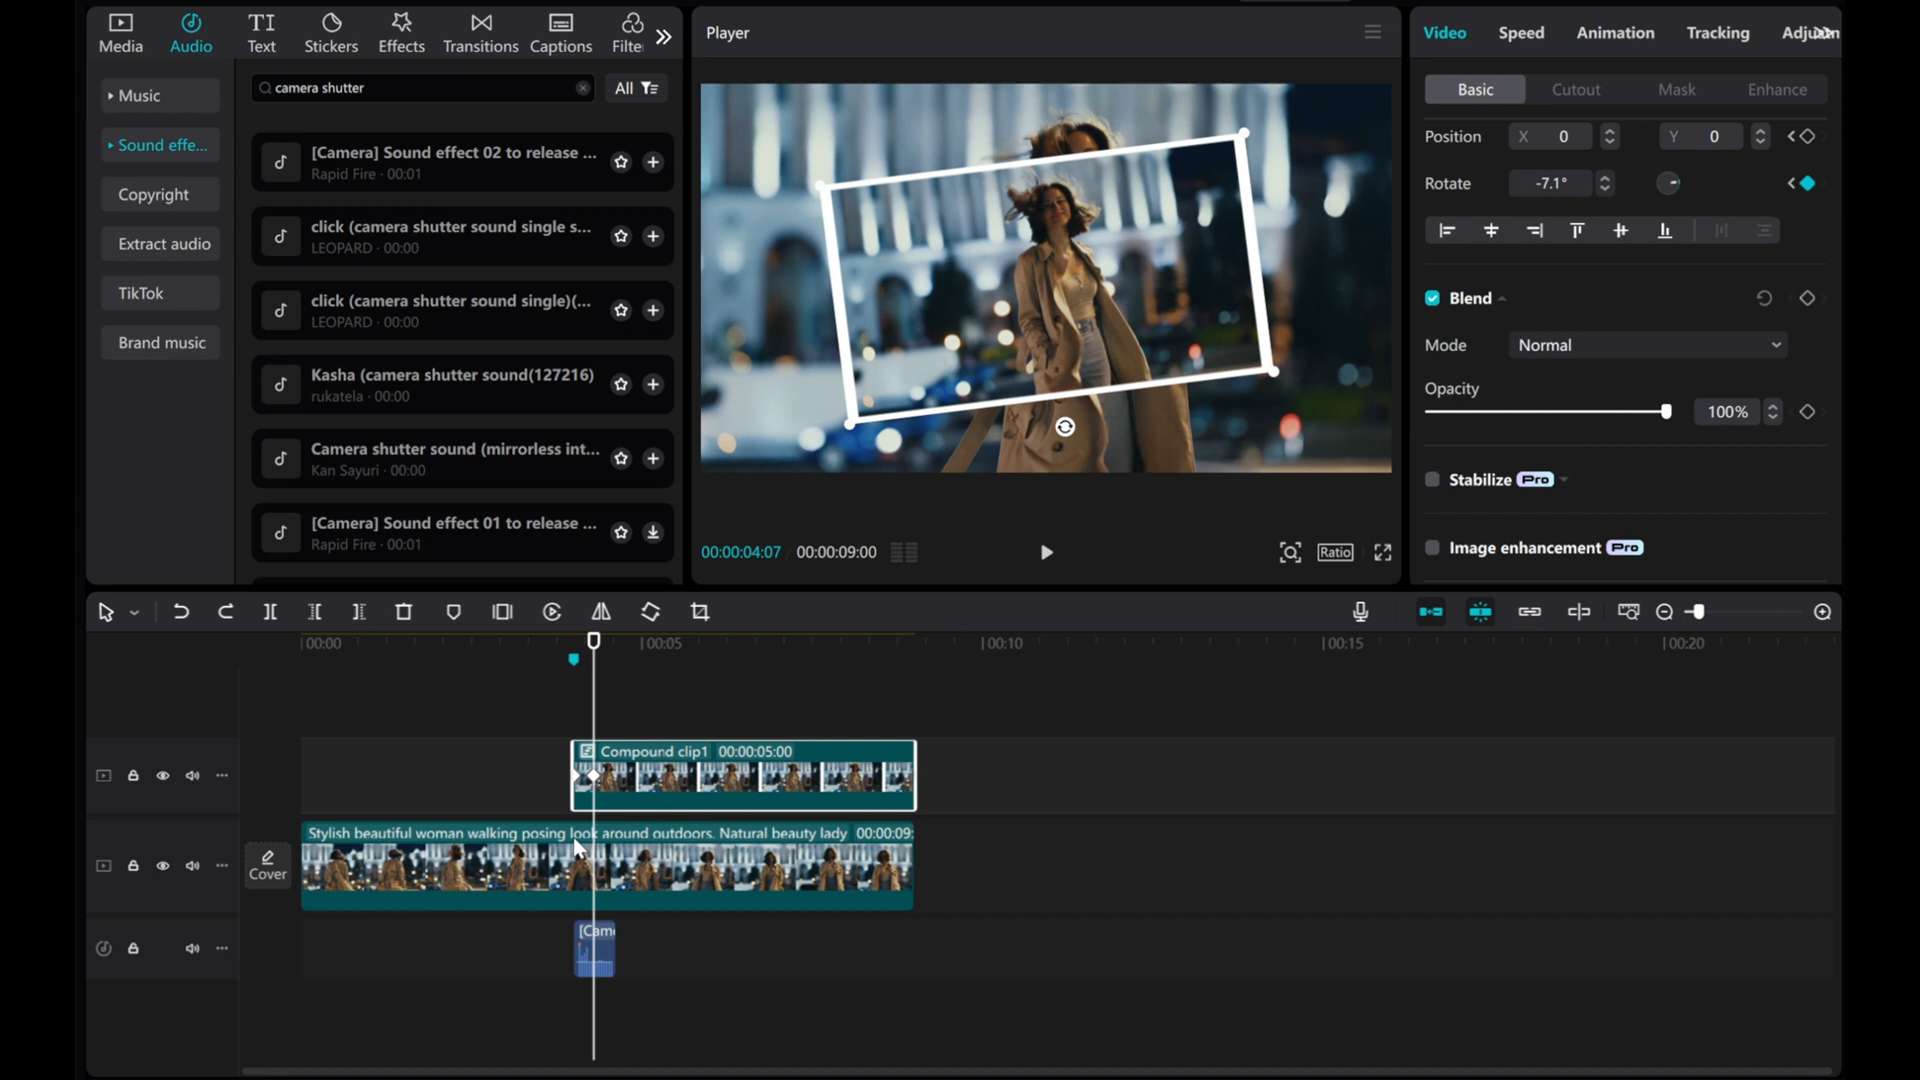 Media
Audio
Text
Stickers
Effects
Transitions
Captions
Filte
Music
Sound effe...
Copyright
Extract audio
TikTok
Brand music
camera shutter
All
[Camera] Sound effect 02 to release ...
Rapid Fire · 00:01
click (camera shutter sound single s...
LEOPARD · 00:00
click (camera shutter sound single)(...
LEOPARD · 00:00
Kasha (camera shutter sound(127216)
rukatela · 00:00
Camera shutter sound (mirrorless int...
Kan Sayuri · 00:00
[Camera] Sound effect 01 to release ...
Rapid Fire · 00:01
Player
00:00:04:07 / 00:00:09:00
Ratio
Video
Speed
Animation
Tracking
Basic
Cutout
Mask
Enhance
Position X 0 Y 0
Rotate -7.1°
Blend
Mode Normal
Opacity
100%
Stabilize Pro
Image enhancement Pro
00:00 00:05 00:10 00:15 00:20
Compound clip1 00:00:05:00
Stylish beautiful woman walking posing look around outdoors. Natural beauty lady 00:00:09:
Cover
[Came